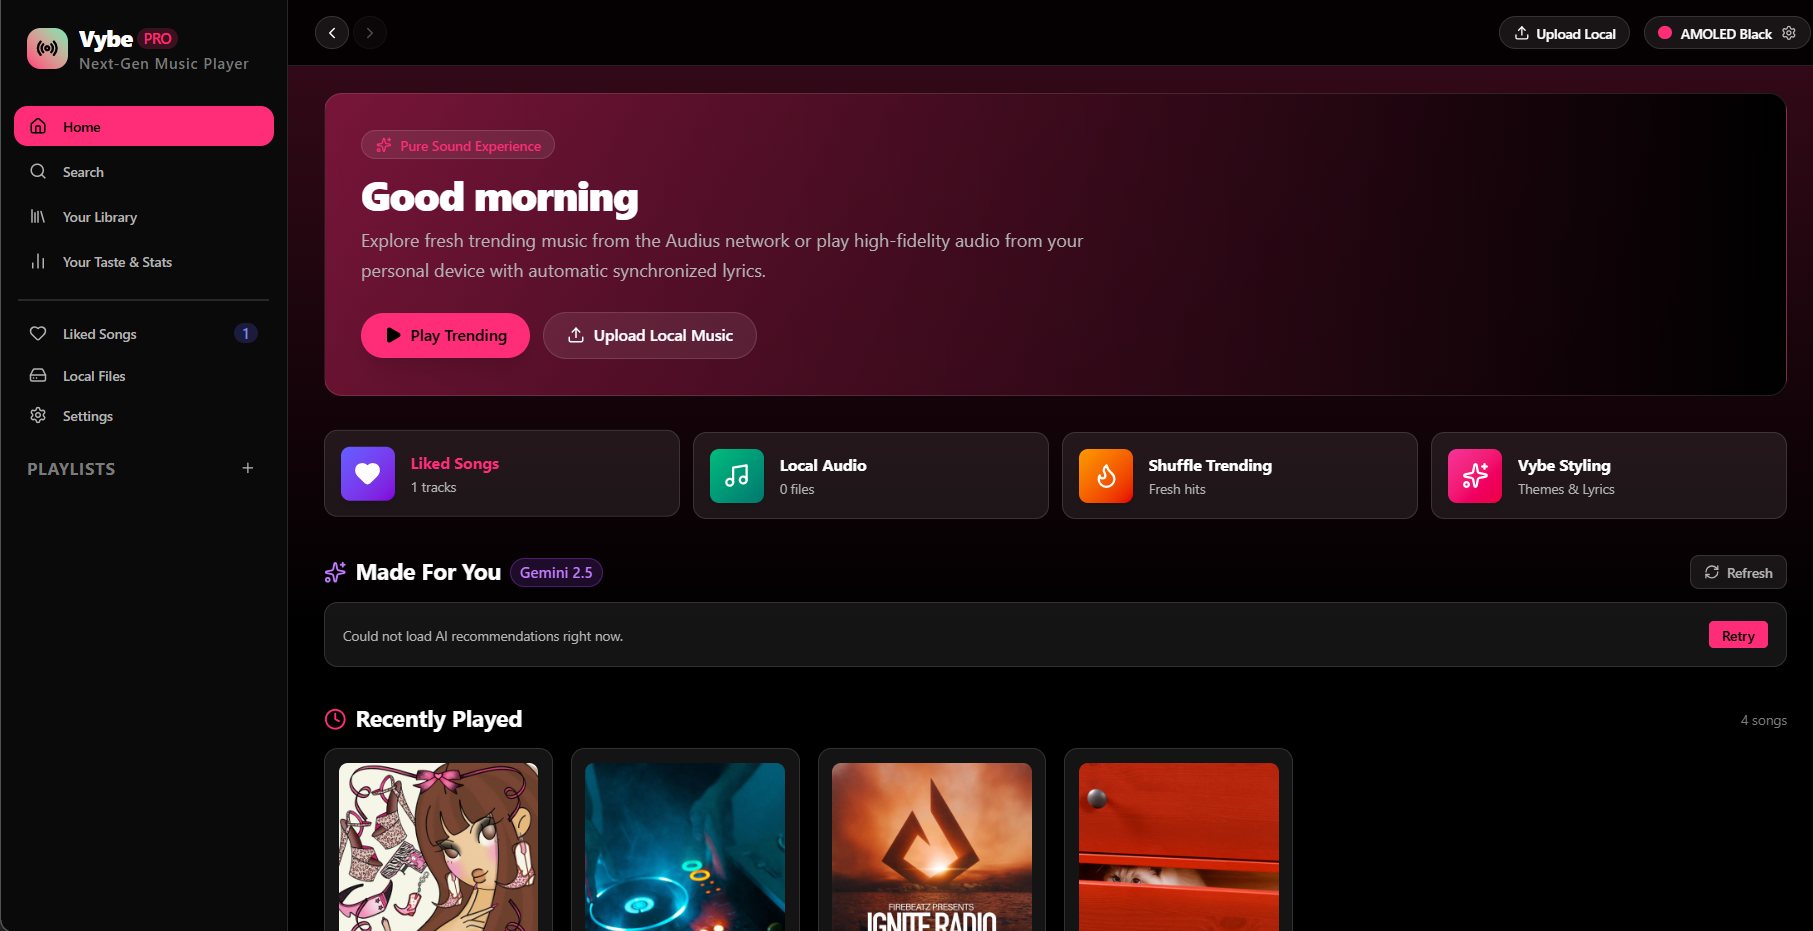 Vybe PRO
Next-Gen Music Player
Home
Search
Your Library
Your Taste & Stats
Liked Songs 1
Local Files
Settings
PLAYLISTS
Upload Local
AMOLED Black
Pure Sound Experience
Good morning
Explore fresh trending music from the Audius network or play high-fidelity audio from your
personal device with automatic synchronized lyrics.
Play Trending
Upload Local Music
Liked Songs
1 tracks
Local Audio
0 files
Shuffle Trending
Fresh hits
Vybe Styling
Themes & Lyrics
Made For You Gemini 2.5
Refresh
Could not load AI recommendations right now.
Retry
Recently Played
4 songs
FIREBEATZ PRESENTS
IGNITE RADIO